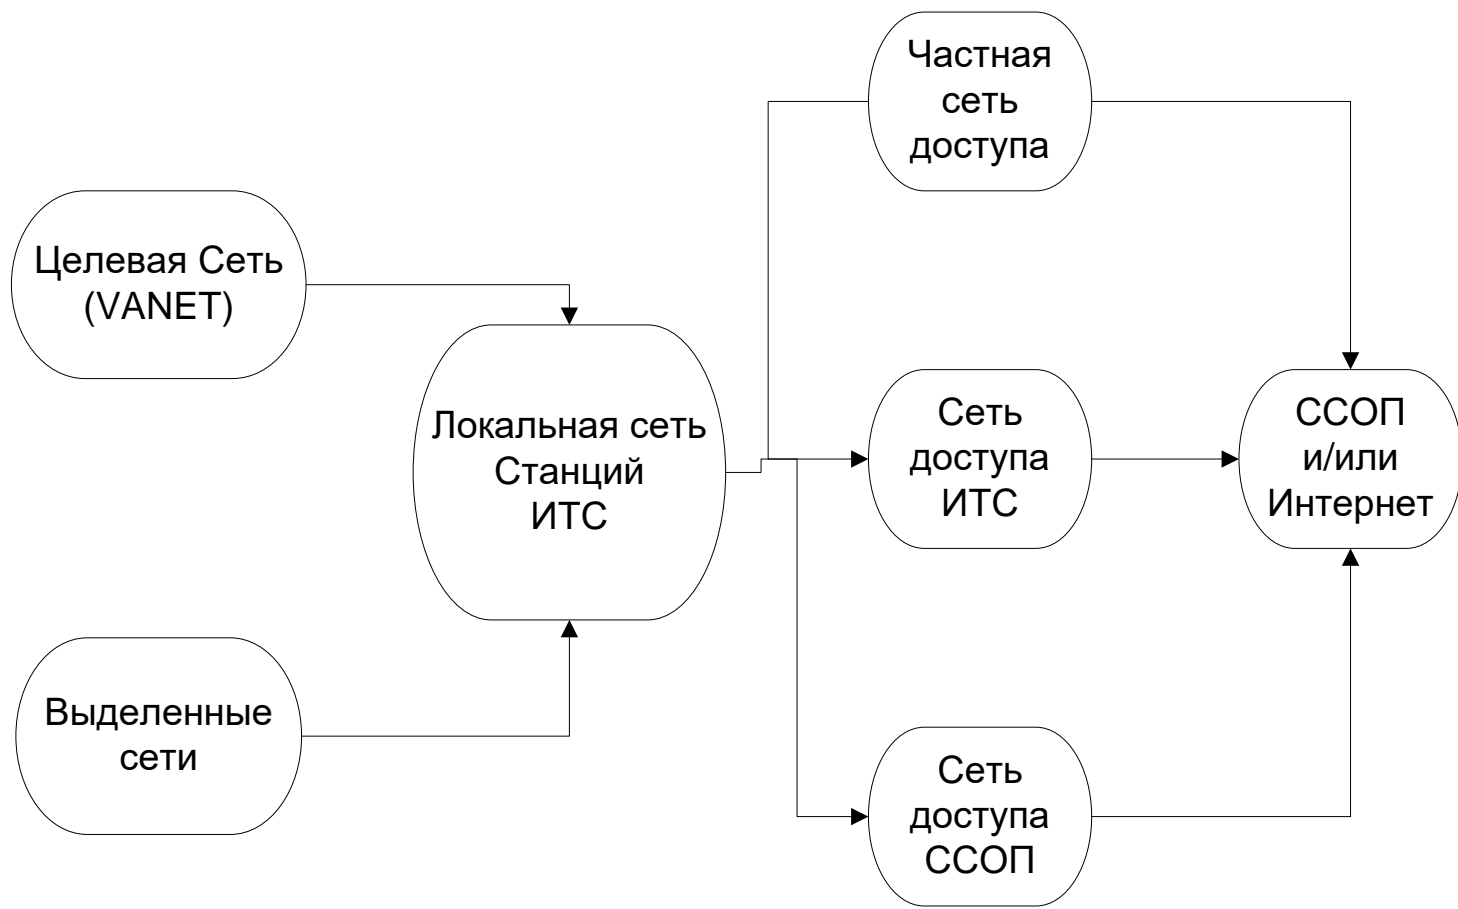 Частная
сеть
доступа
Целевая Сеть
(VANET)
Локальная сеть
Станций
ИТС
Сеть
доступа
ИТС
ССОП
и/или
Интернет
Выделенные
сети
Сеть
доступа
ССОП